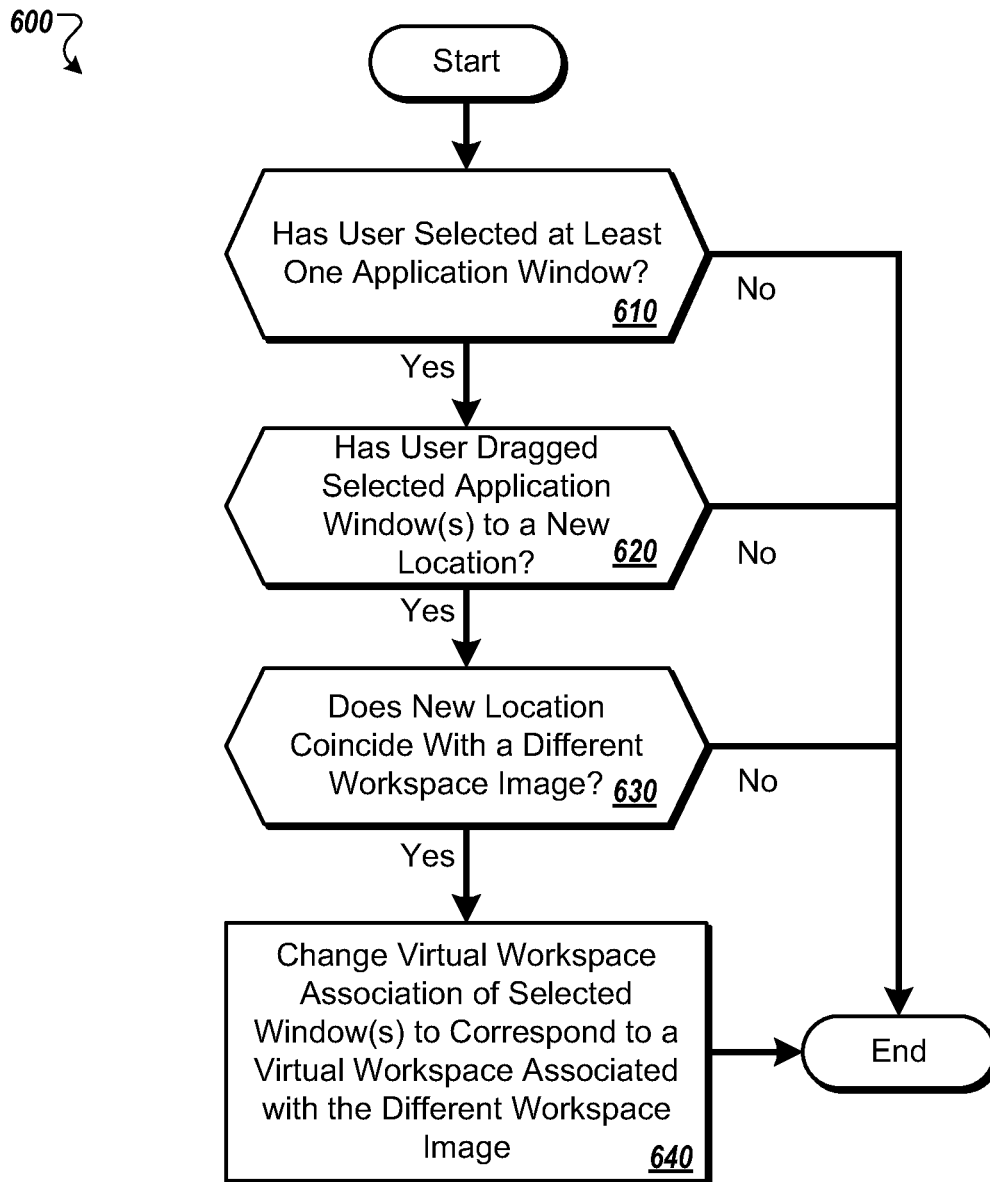 600
Start
Has User Selected at Least
One Application Window?
610
No
Yes
Has User Dragged
Selected Application
Window(s) to a New
Location?
620
No
Yes
Does New Location
Coincide With a Different
Workspace Image?
630
No
Yes
Change Virtual Workspace
Association of Selected
Window(s) to Correspond to a
Virtual Workspace Associated
with the Different Workspace
Image
640
End